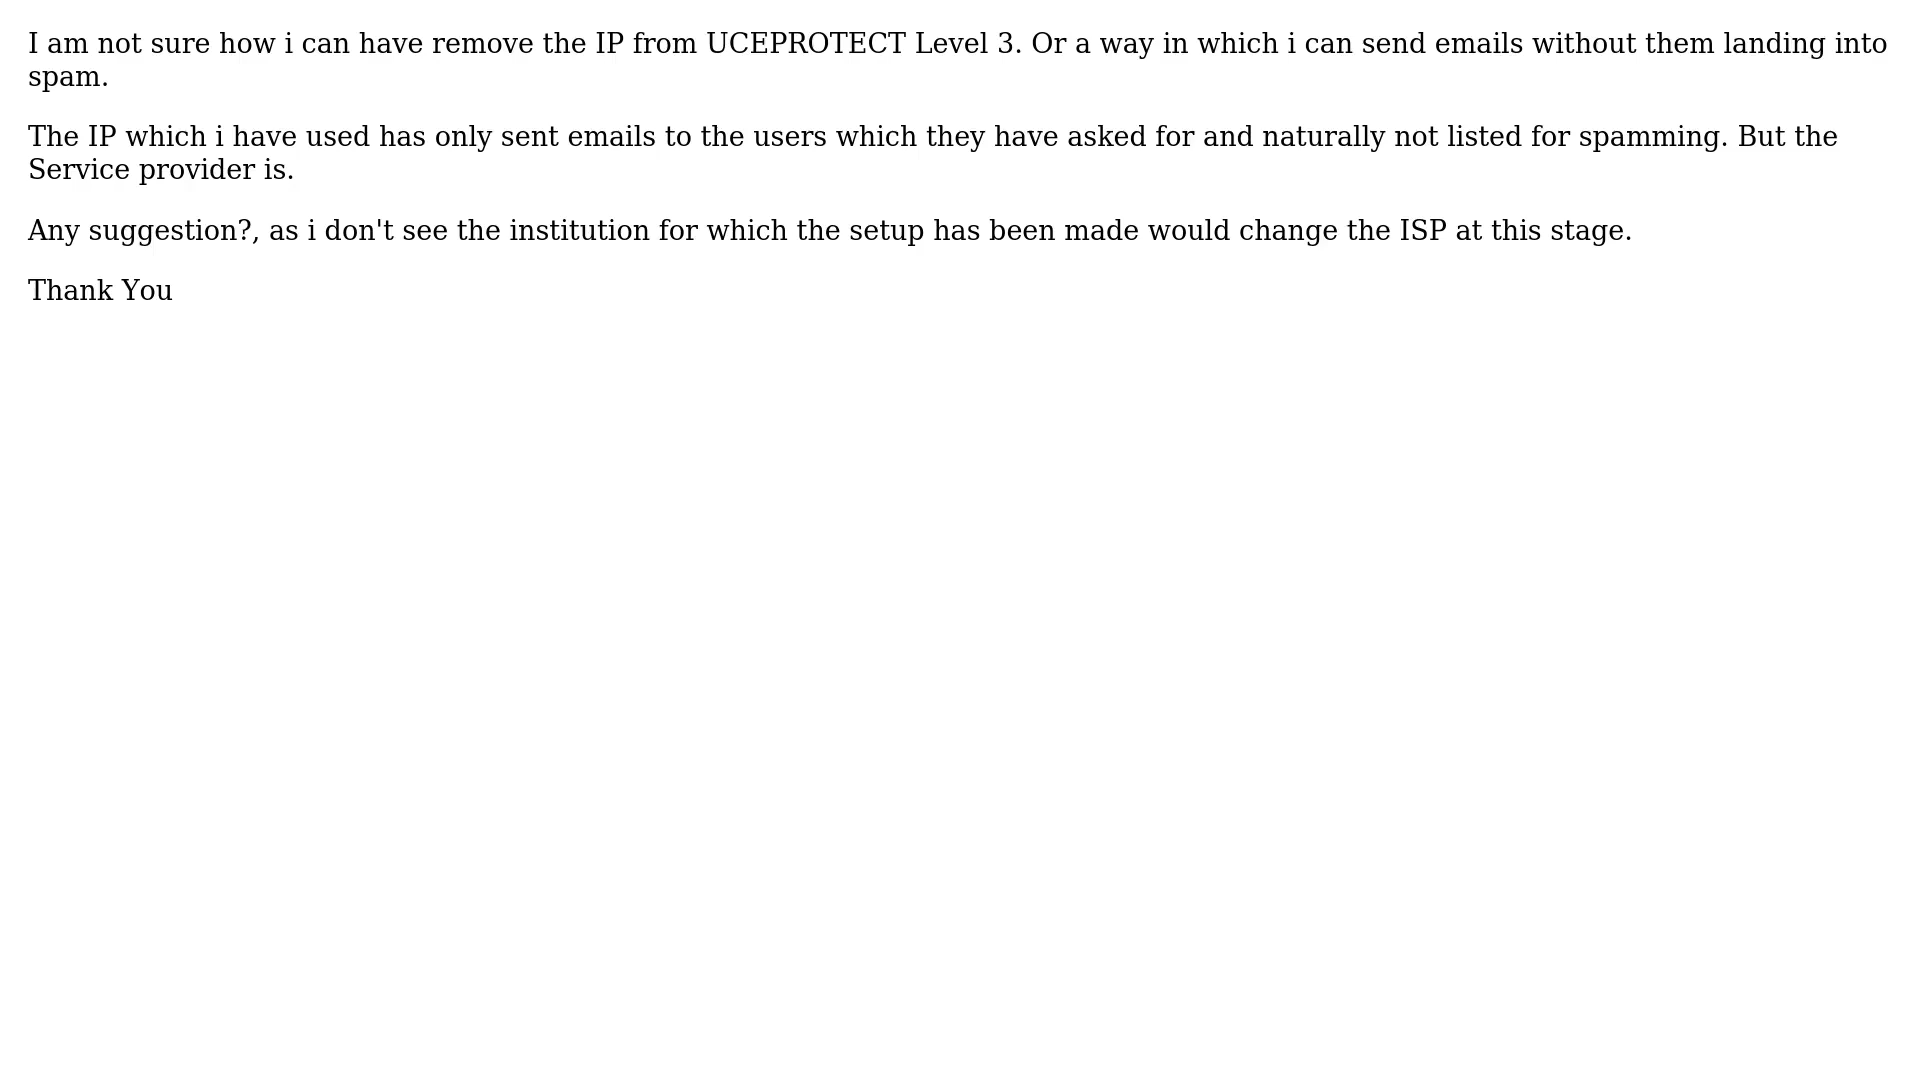 I am not sure how i can have remove the IP from UCEPROTECT Level 3. Or a way in which i can send emails without them landing into
spam.
The IP which i have used has only sent emails to the users which they have asked for and naturally not listed for spamming. But the
Service provider is.
Any suggestion?, as i don't see the institution for which the setup has been made would change the ISP at this stage.
Thank You